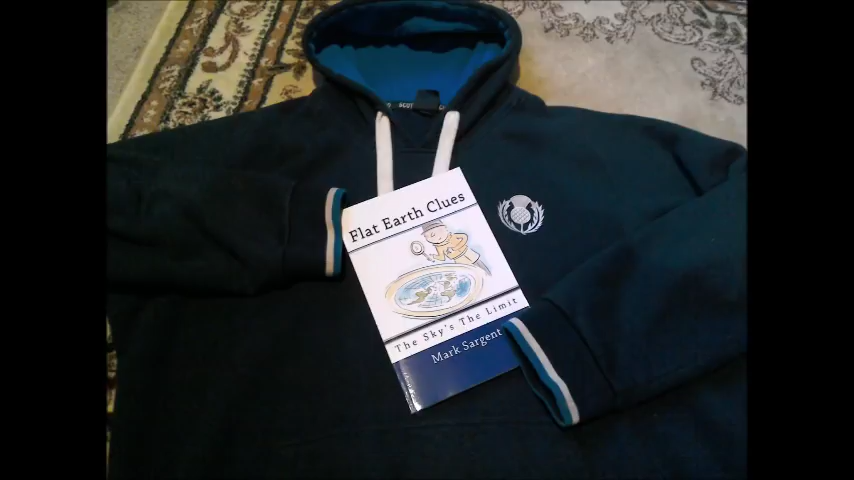 Flat Earth Clues
The Sky's The Limit
Mark Sargent